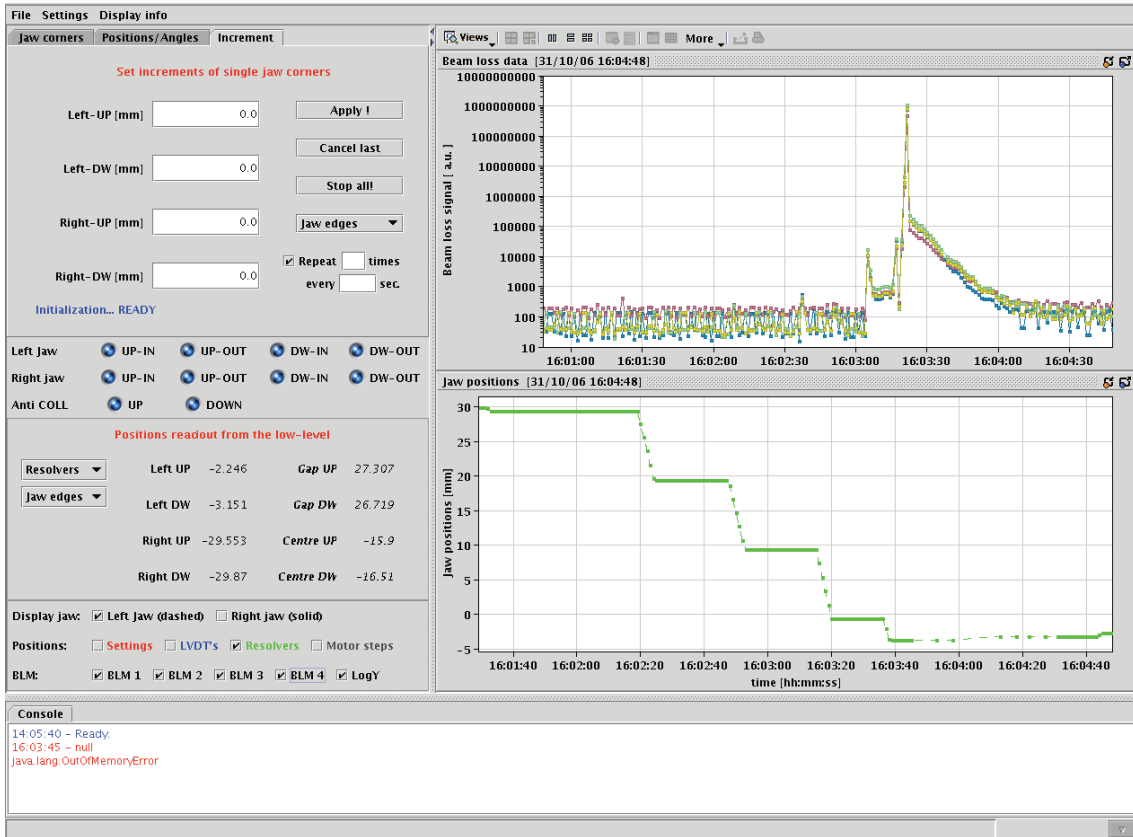 File Settings Display info
Jaw corners Positions/Angles Increment
Set increments of single jaw corners
Left-UP [mm] 0.0 Apply !
Cancel last
Left-DW [mm] 0.0
Stop all!
Right-UP [mm] 0.0 Jaw edges
Repeat times
Right-DW [mm] 0.0 every sec.
Initialization... READY
Left Jaw UP-IN UP-OUT DW-IN DW-OUT
Right jaw UP-IN UP-OUT DW-IN DW-OUT
Anti COLL UP DOWN
Positions readout from the low-level
Resolvers Left UP -2.246 Gap UP 27.307
Jaw edges Left DW -3.151 Gap DW 26.719
Right UP -29.553 Centre UP -15.9
Right DW -29.87 Centre DW -16.51
Display jaw: Left Jaw (dashed) Right jaw (solid)
Positions: Settings LVDT's Resolvers Motor steps
BLM: BLM 1 BLM 2 BLM 3 BLM 4 LogY
Views More
Beam loss data [31/10/06 16:04:48]
Beam loss signal [ a.u. ]
10000000000
1000000000
100000000
10000000
1000000
100000
10000
1000
100
10
16:01:00 16:01:30 16:02:00 16:02:30 16:03:00 16:03:30 16:04:00 16:04:30
Jaw positions [31/10/06 16:04:48]
Jaw positions [mm]
30
25
20
15
10
5
0
-5
16:01:40 16:02:00 16:02:20 16:02:40 16:03:00 16:03:20 16:03:40 16:04:00 16:04:20 16:04:40
time [hh:mm:ss]
Console
14:05:40 - Ready.
16:03:45 - null
java.lang.OutOfMemoryError